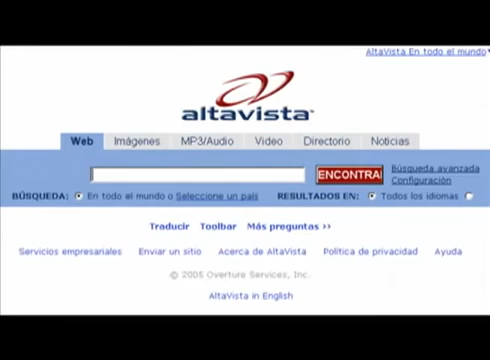 AltaVista En todo el mundo
altavista™
Web Imágenes MP3/Audio Video Directorio Noticias
ENCONTRA
Búsqueda avanzada
Configuración
BÚSQUEDA: En todo el mundo o Seleccione un país RESULTADOS EN: Todos los idiomas
Traducir Toolbar Más preguntas >>
Servicios empresariales Enviar un sitio Acerca de AltaVista Política de privacidad Ayuda
© 2005 Overture Services, Inc.
AltaVista in English